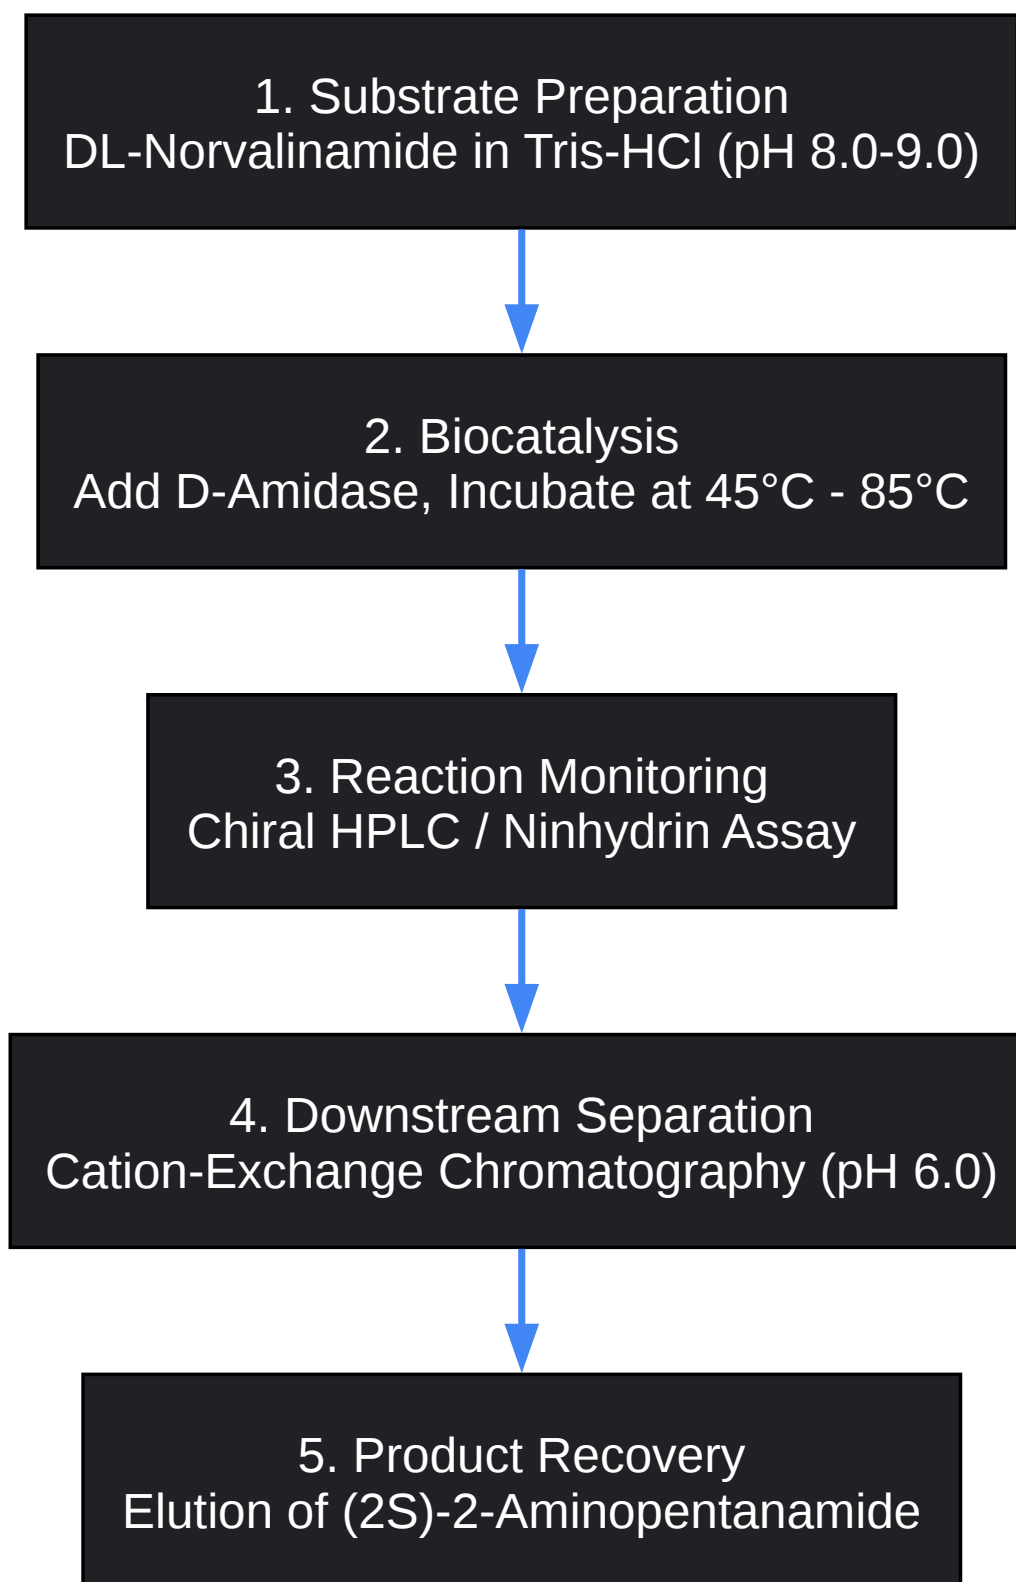 1. Substrate Preparation
DL-Norvalinamide in Tris-HCl (pH 8.0-9.0)
2. Biocatalysis
Add D-Amidase, Incubate at 45°C - 85°C
3. Reaction Monitoring
Chiral HPLC / Ninhydrin Assay
4. Downstream Separation
Cation-Exchange Chromatography (pH 6.0)
5. Product Recovery
Elution of (2S)-2-Aminopentanamide